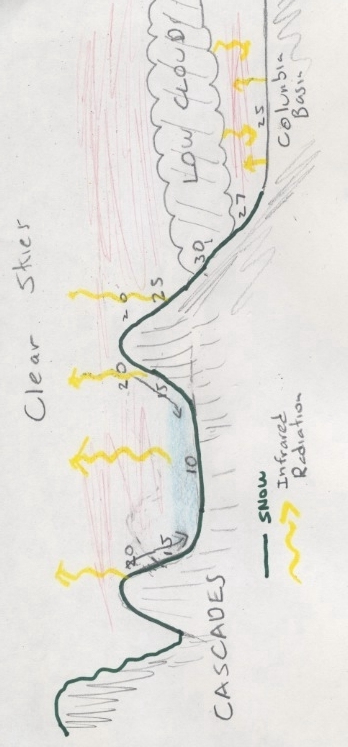 Clear Skies
LOW CLOUD
20
25
20
15
20
15
10
30
27
25
Columbia
Basin
CASCADES
SNOW
Infrared
Radiation